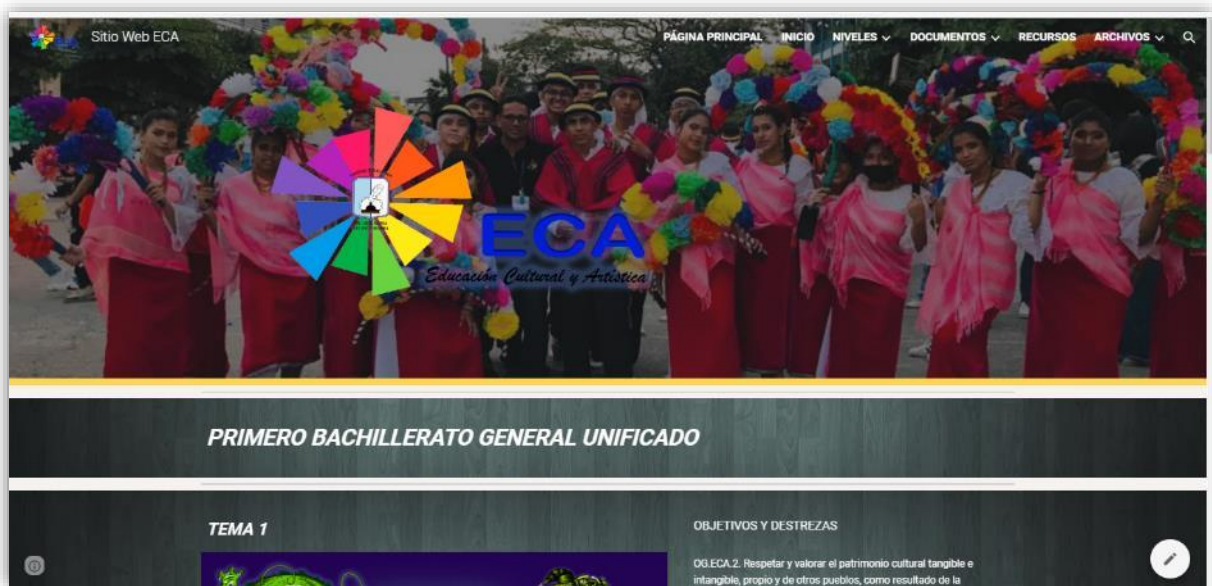 Sitio Web ECA
PÁGINA PRINCIPAL INICIO NIVELES DOCUMENTOS RECURSOS ARCHIVOS
ECA
Educación Cultural y Artística
PRIMERO BACHILLERATO GENERAL UNIFICADO
TEMA 1
OBJETIVOS Y DESTREZAS
OG.ECA.2. Respetar y valorar el patrimonio cultural tangible e
intangible, propio y de otros pueblos, como resultado de la